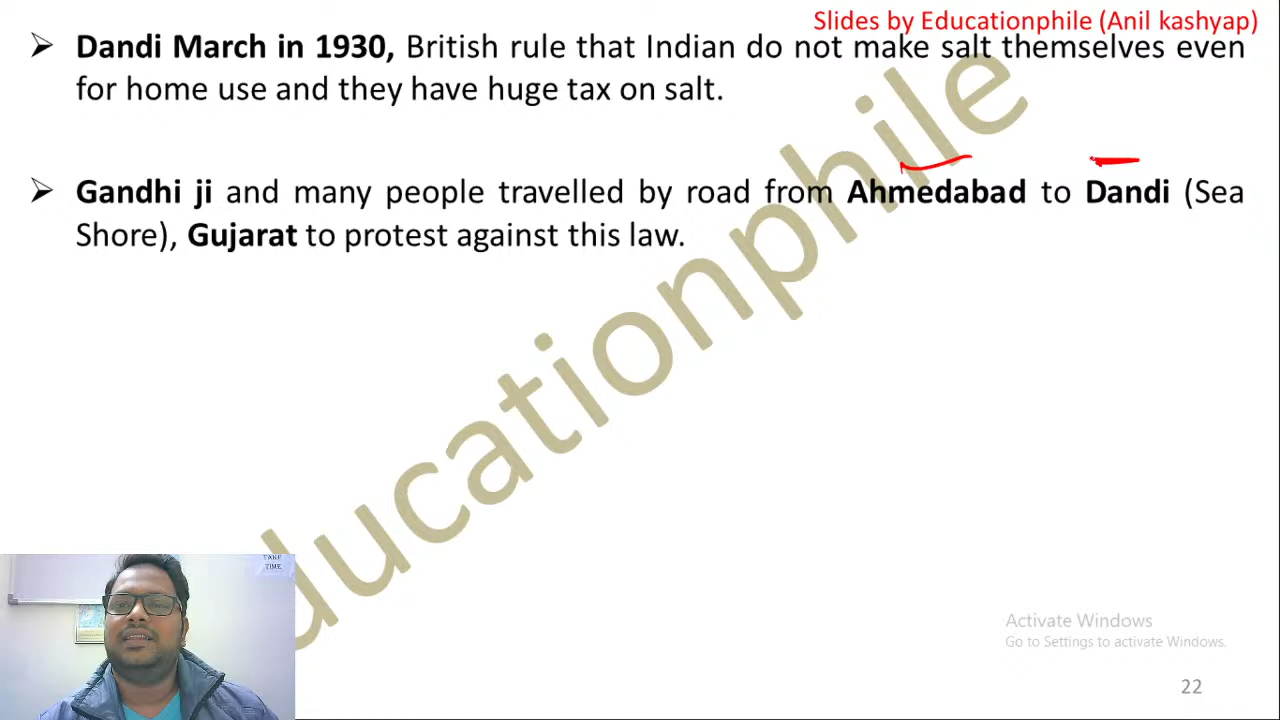 Slides by Educationphile (Anil kashyap)
➢ Dandi March in 1930, British rule that Indian do not make salt themselves even
for home use and they have huge tax on salt.
➢ Gandhi ji and many people travelled by road from Ahmedabad to Dandi (Sea
Shore), Gujarat to protest against this law.
Educationphile
TAKE
TIME
Activate Windows
Go to Settings to activate Windows.
22